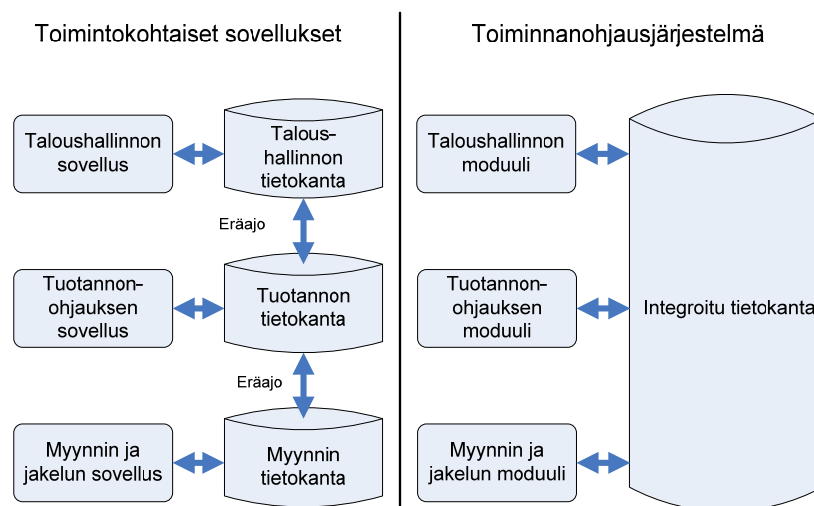 Toimintokohtaiset sovellukset
Taloushallinnon
sovellus
Talous-
hallinnon
tietokanta
Eräajo
Tuotannon-
ohjauksen
sovellus
Tuotannon
tietokanta
Eräajo
Myynnin ja
jakelun sovellus
Myynnin
tietokanta
Toiminnanohjausjärjestelmä
Taloushallinnon
moduuli
Tuotannon-
ohjauksen
moduuli
Integroitu tietokanta
Myynnin ja
jakelun moduuli